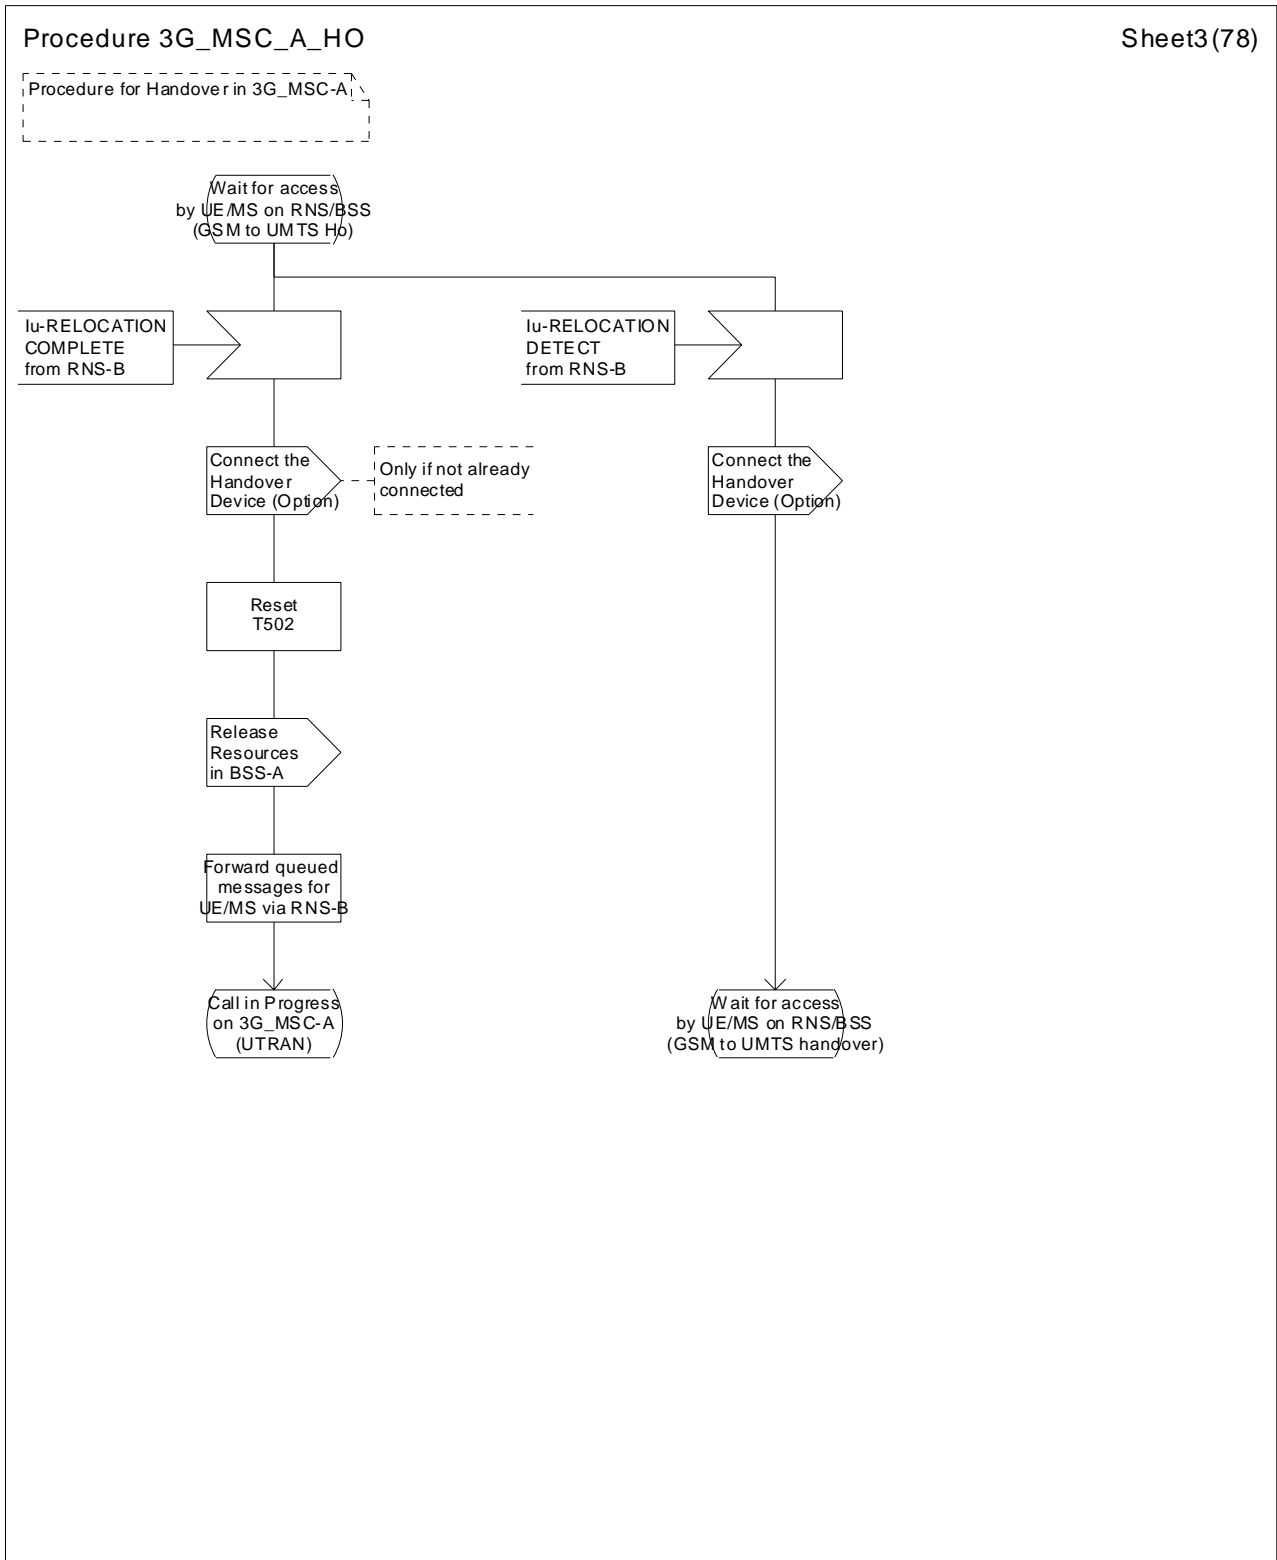 Procedure 3G_MSC_A_HO
Sheet3(78)
Procedure for Handover in 3G_MSC-A
Wait for access
by UE/MS on RNS/BSS
(GSM to UMTS Ho)
Iu-RELOCATION
COMPLETE
from RNS-B
Iu-RELOCATION
DETECT
from RNS-B
Connect the
Handover
Device (Option)
Only if not already
connected
Connect the
Handover
Device (Option)
Reset
T502
Release
Resources
in BSS-A
Forward queued
messages for
UE/MS via RNS-B
Call in Progress
on 3G_MSC-A
(UTRAN)
Wait for access
by UE/MS on RNS/BSS
(GSM to UMTS handover)